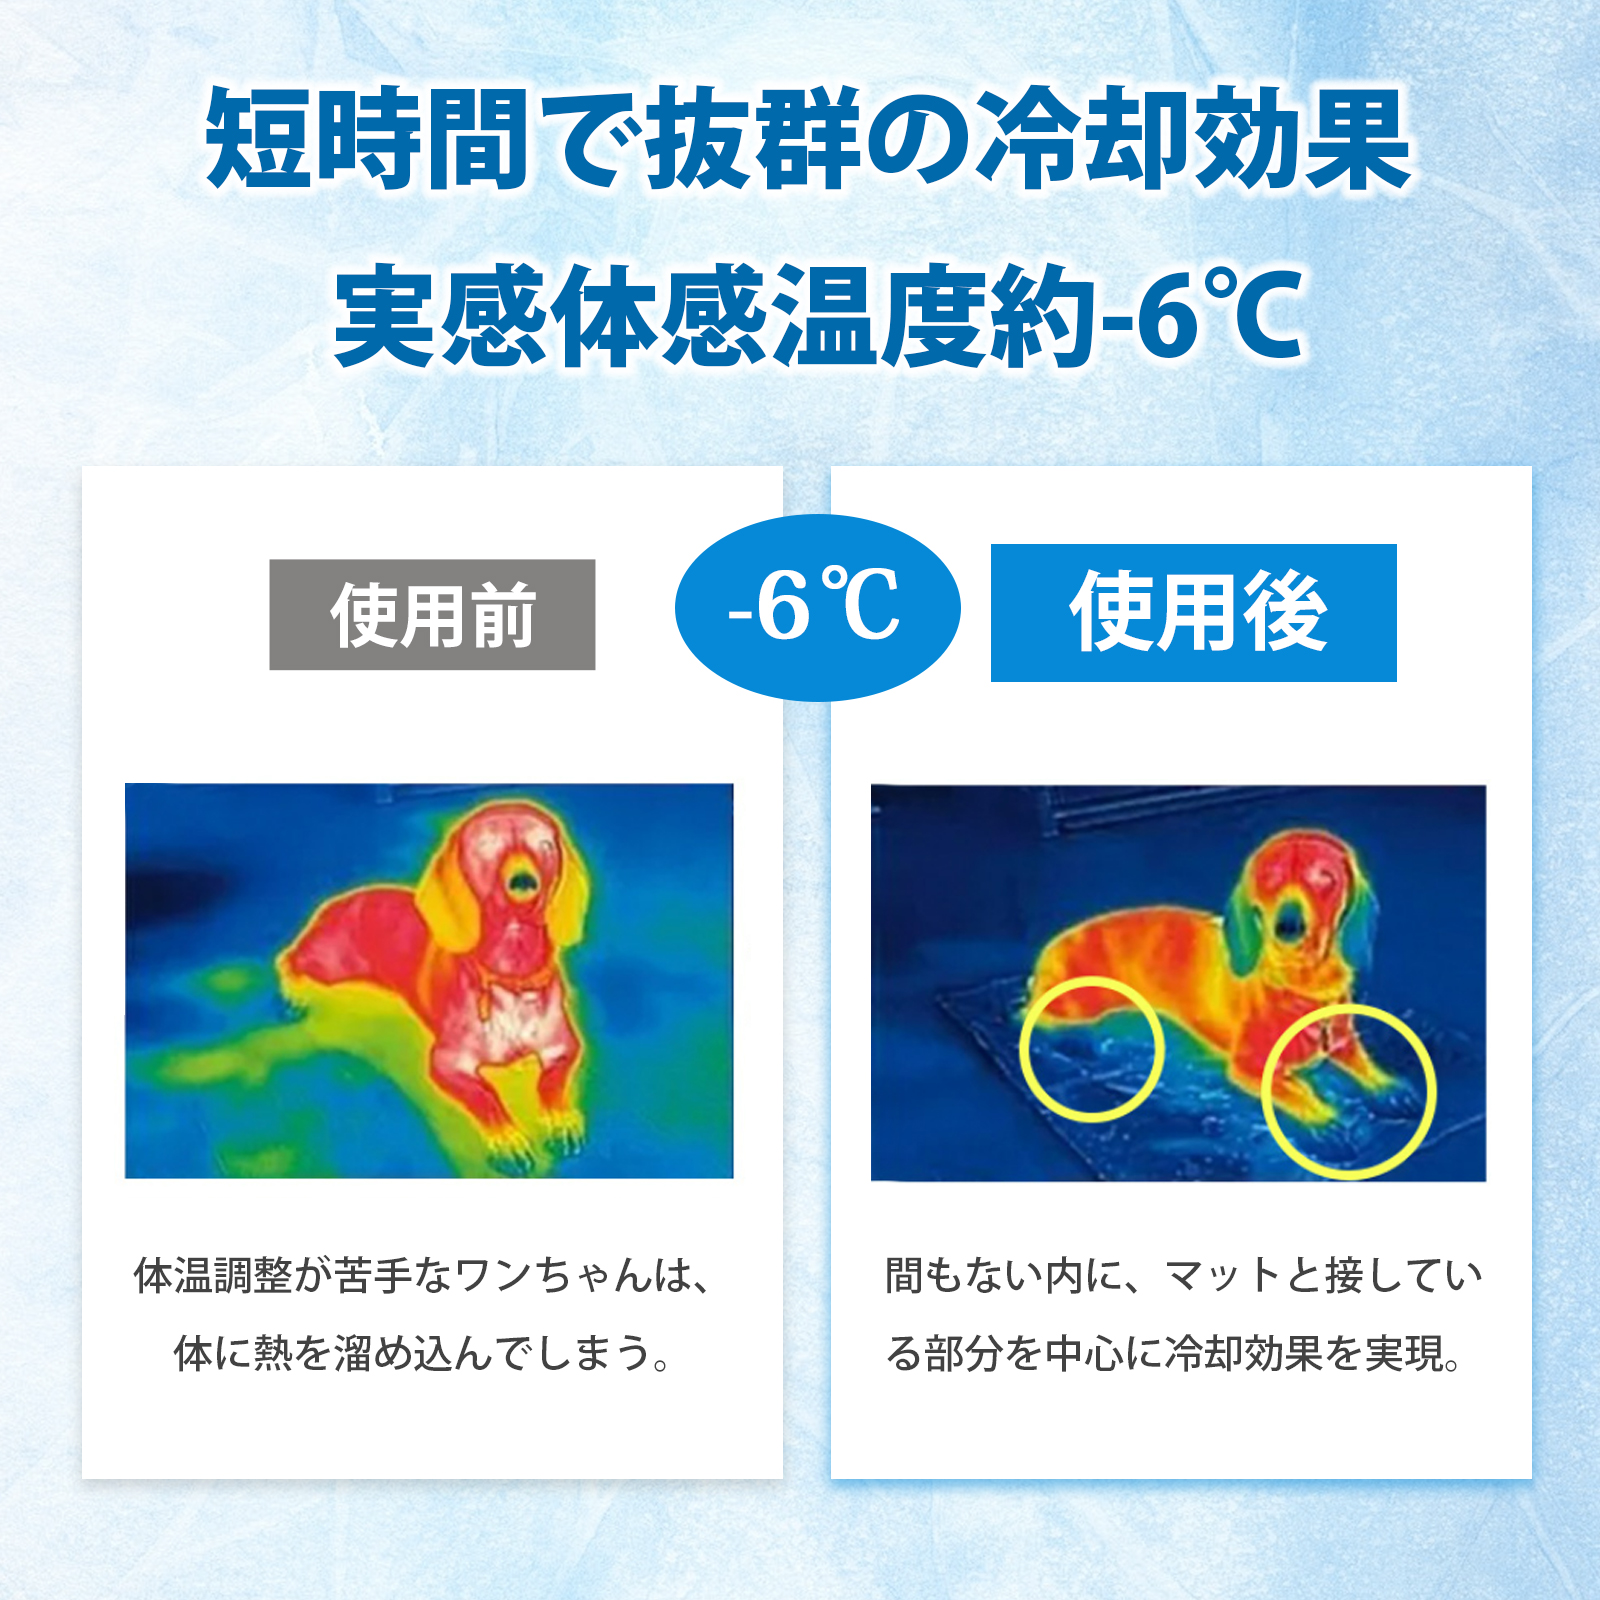 短時間で抜群の冷却効果
実感体感温度約-6℃
使用前
-6℃
使用後
体温調整が苦手なワンちゃんは、
体に熱を溜め込んでしまう。
間もない内に、マットと接してい
る部分を中心に冷却効果を実現。